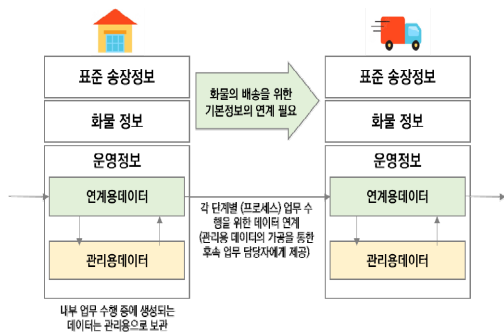 표준 송장정보
화물 정보
운영정보
연계용데이터
관리용데이터
내부 업무 수행 중에 생성되는
데이터는 관리용으로 보관
화물의 배송을 위한
기본정보의 연계 필요
각 단계별 (프로세스) 업무 수
행을 위한 데이터 연계
(관리용 데이터의 가공을 통한
후속 업무 담당자에게 제공)
표준 송장정보
화물 정보
운영정보
연계용데이터
관리용데이터